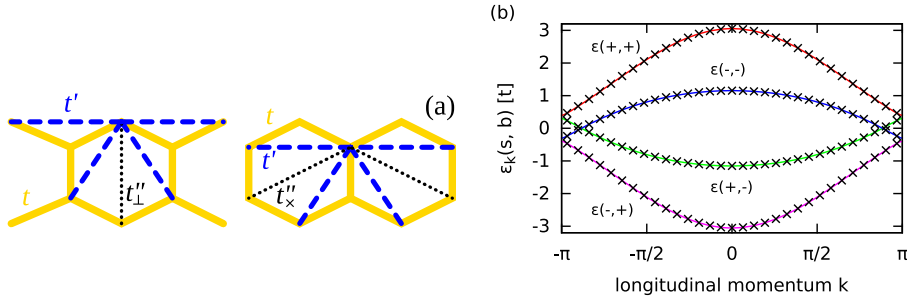 (b)
t'
(a)
t
t''⊥
t
t'
t''×
3
2
1
0
-1
-2
-3
εk(s, b) [t]
ε(+,+)
ε(-,-)
ε(+,-)
ε(-,+)
-π
-π/2
0
π/2
π
longitudinal momentum k